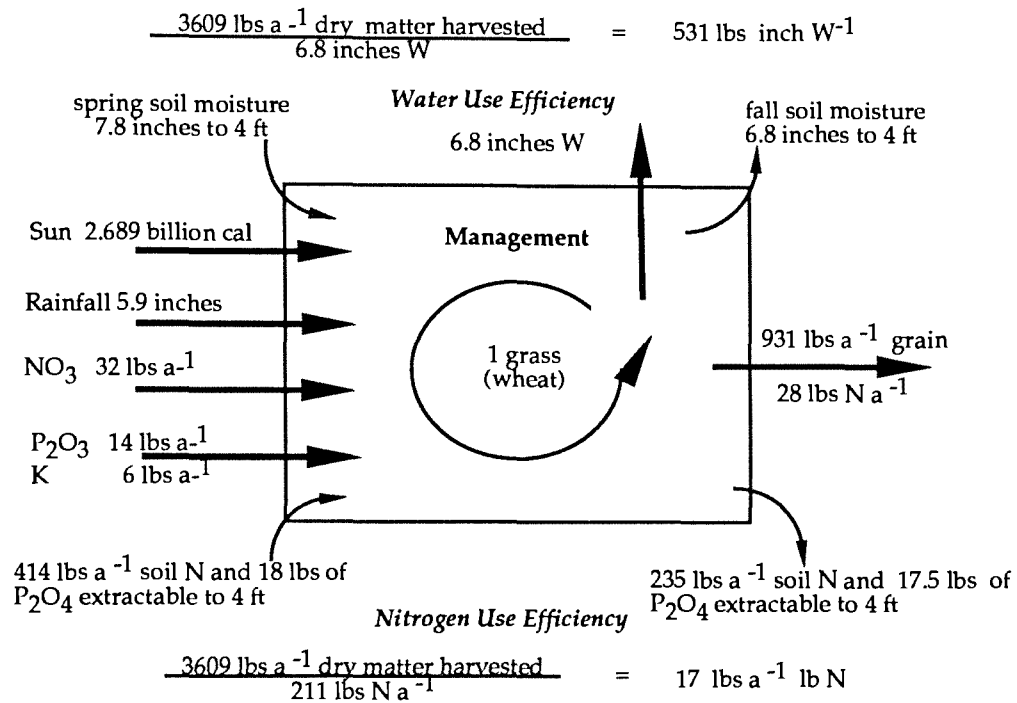 3609 lbs a -1 dry matter harvested
6.8 inches W
= 531 lbs inch W-1
Water Use Efficiency
spring soil moisture
7.8 inches to 4 ft
6.8 inches W
fall soil moisture
6.8 inches to 4 ft
Management
Sun 2.689 billion cal
Rainfall 5.9 inches
NO3 32 lbs a-1
P2O3 14 lbs a-1
K 6 lbs a-1
1 grass
(wheat)
931 lbs a -1 grain
28 lbs N a -1
414 lbs a -1 soil N and 18 lbs of
P2O4 extractable to 4 ft
235 lbs a -1 soil N and 17.5 lbs of
P2O4 extractable to 4 ft
Nitrogen Use Efficiency
3609 lbs a -1 dry matter harvested
211 lbs N a -1
= 17 lbs a -1 lb N